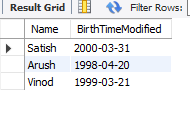 Result Grid Filter Rows:
Name BirthTimeModified
Satish 2000-03-31
Arush 1998-04-20
Vinod 1999-03-21